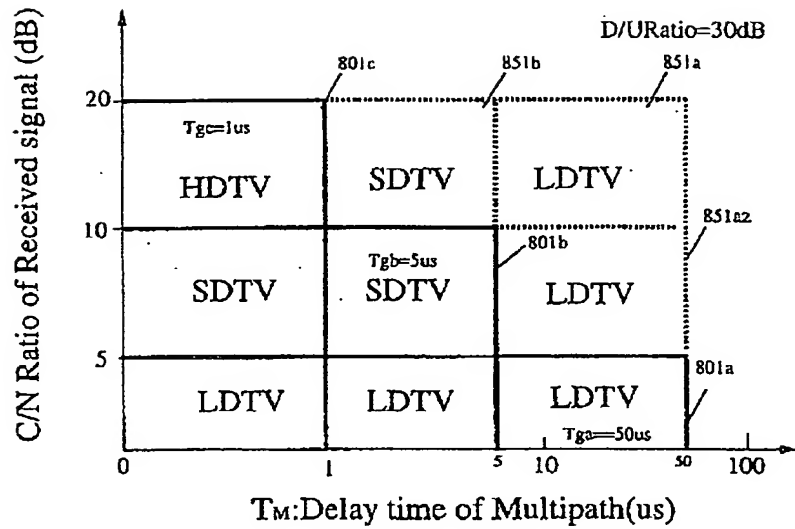 C/N Ratio of Received signal (dB)
D/URatio=30dB
801c
851b
851a
20
Tgc=1us
HDTV
SDTV
LDTV
10
801b
851az
Tgb=5us
SDTV
SDTV
LDTV
5
801a
LDTV
LDTV
LDTV
Tga=50us
0
1
5
10
50
100
TM:Delay time of Multipath(us)